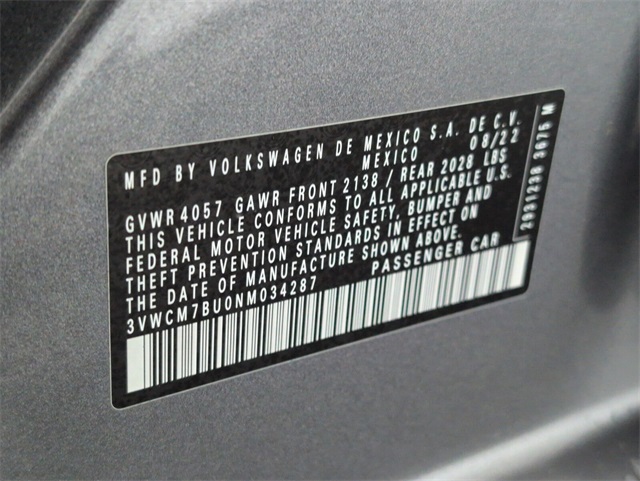 MFD BY VOLKSWAGEN DE MEXICO S.A. DE C.V.
MEXICO 08/22
GVWR 4057 GAWR FRONT 2138 / REAR 2028 LBS
THIS VEHICLE CONFORMS TO ALL APPLICABLE U.S.
FEDERAL MOTOR VEHICLE SAFETY, BUMPER AND
THEFT PREVENTION STANDARDS IN EFFECT ON
THE DATE OF MANUFACTURE SHOWN ABOVE.
3VWCM7BU0NM034287 PASSENGER CAR
3676 M